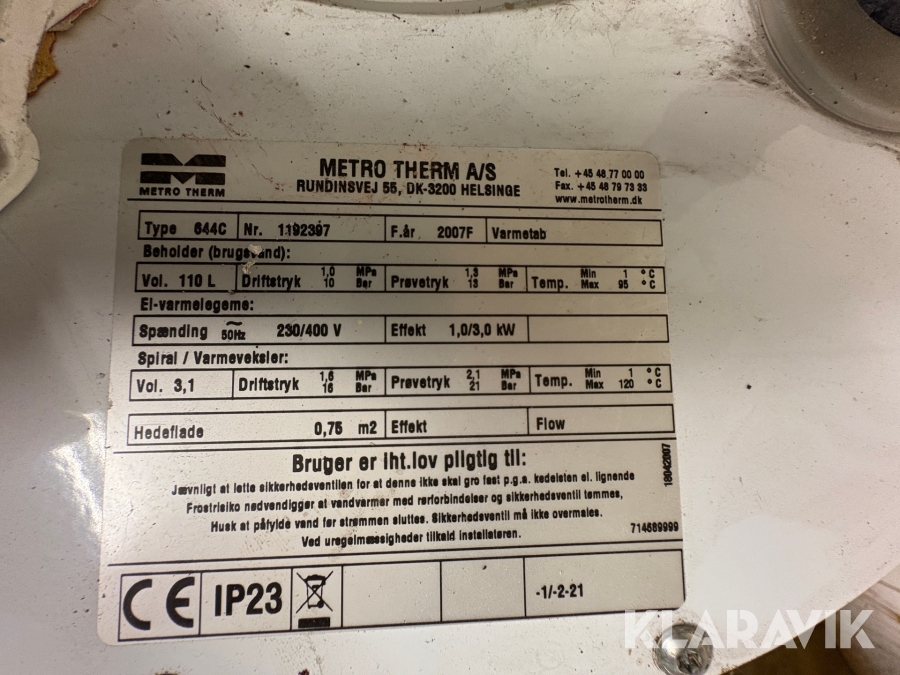 METRO THERM
METRO THERM A/S
RUNDINSVEJ 55, DK-3200 HELSINGE
Tel. +45 48 77 00 00
Fax. +45 48 79 73 33
www.metrotherm.dk
Type 644C Nr. 1192397 F.år 2007F Varmetab
Beholder (brugsvand):
Vol. 110 L Driftstryk 1,0 MPa 10 Bar Prøvetryk 1,3 MPa 13 Bar Temp. Min 1 °C Max 95 °C
El-varmelegeme:
Spænding 50Hz 230/400 V Effekt 1,0/3,0 kW
Spiral / Varmeveksler:
Vol. 3,1 Driftstryk 1,6 MPa 16 Bar Prøvetryk 2,1 MPa 21 Bar Temp. Min 1 °C Max 120 °C
Hedeflade 0,75 m2 Effekt Flow
Bruger er iht.lov pligtig til:
Jævnligt at lette sikkerhedsventilen for at denne ikke skal gro fast p.g.a. kedelsten el. lignende
Frostrisiko nødvendigger at vandvarmer med rørforbindelser og sikkerhedsventil tømmes,
Husk at påfylde vand før strømmen sluttes. Sikkerhedsventil må ikke overmales.
Ved uregelmæssigheder tilkald installatøren.
18042007
714689999
CE IP23 -1/-2-21
KLARAVIK